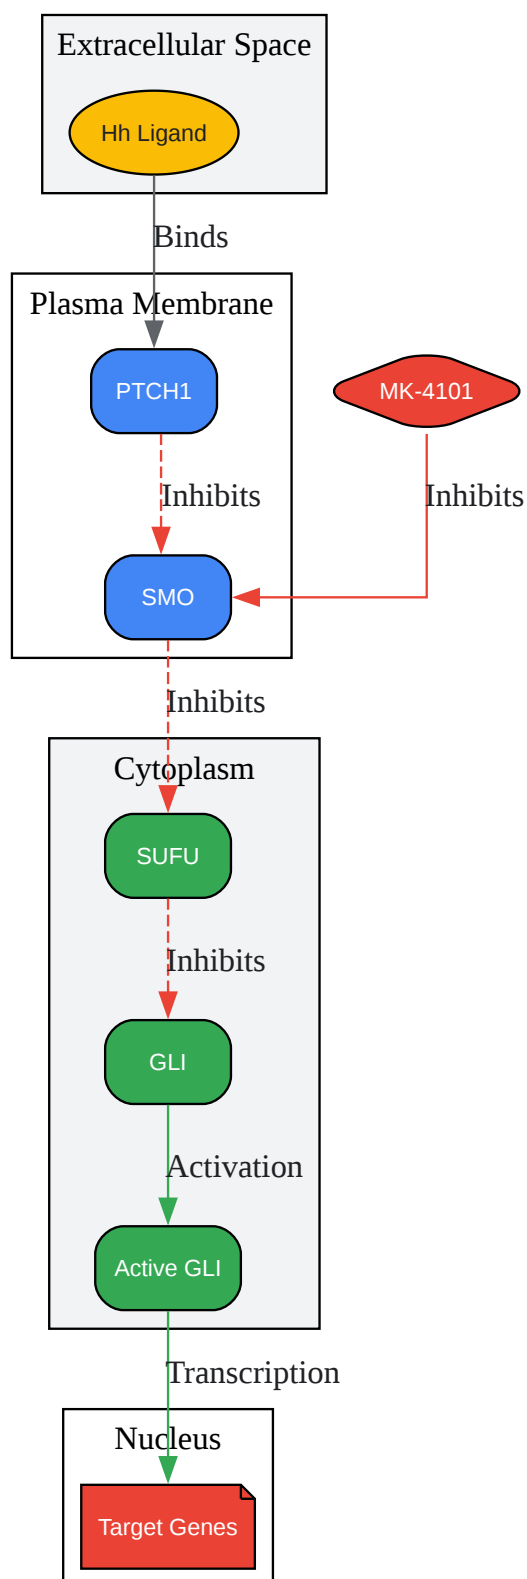 Extracellular Space
Hh Ligand
Binds
Plasma Membrane
PTCH1
MK-4101
Inhibits
Inhibits
SMO
Inhibits
Cytoplasm
SUFU
Inhibits
GLI
Activation
Active GLI
Transcription
Nucleus
Target Genes